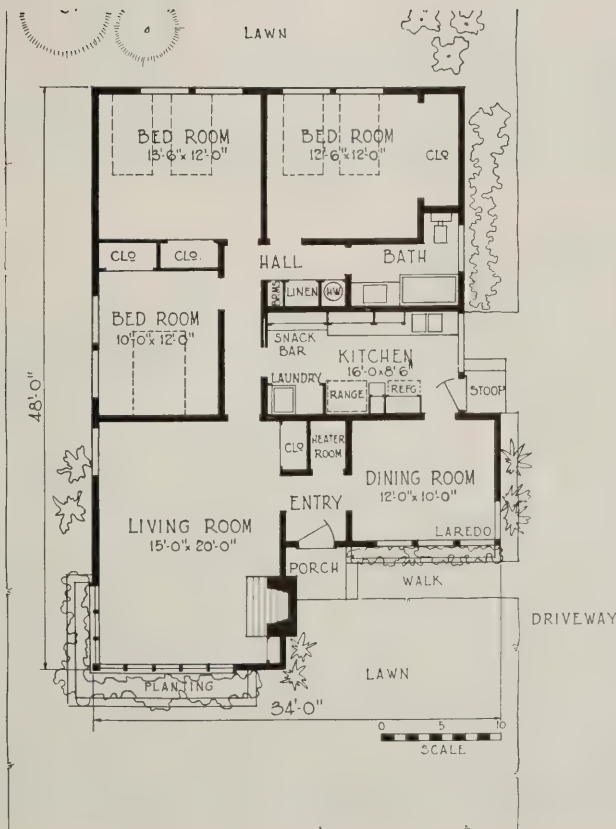 LAWN
BED ROOM
13'-6" x 12'-0"
BED ROOM
12'-6" x 12'-0"
CLO
CLO
CLO.
HALL
BATH
BRMS
LINEN
HW
BED ROOM
10'-0" x 12'-0"
SNACK
BAR
KITCHEN
16'-0 x 8'6"
LAUNDRY
RANGE
REFG
STOOP
48'-0"
CLO
HEATER
ROOM
DINING ROOM
12'-0" x 10'-0"
ENTRY
LIVING ROOM
15'-0" x 20'-0"
LAREDO
PORCH
WALK
DRIVEWAY
LAWN
PLANTING
34'-0"
0 5 10
SCALE